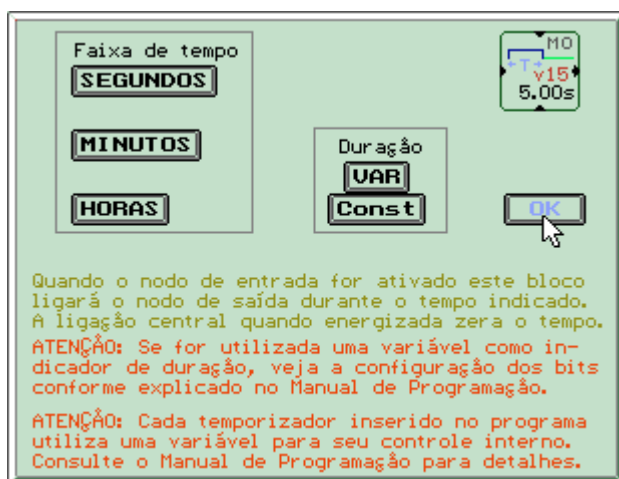 Faixa de tempo
SEGUNDOS
MINUTOS
HORAS
Duração
VAR
Const
MO
T
v15
5.00s
OK
Quando o nodo de entrada for ativado este bloco
ligará o nodo de saída durante o tempo indicado.
A ligação central quando energizada zera o tempo.
ATENÇÃO: Se for utilizada uma variável como in-
dicador de duração, veja a configuração dos bits
conforme explicado no Manual de Programação.
ATENÇÃO: Cada temporizador inserido no programa
utiliza uma variável para seu controle interno.
Consulte o Manual de Programação para detalhes.